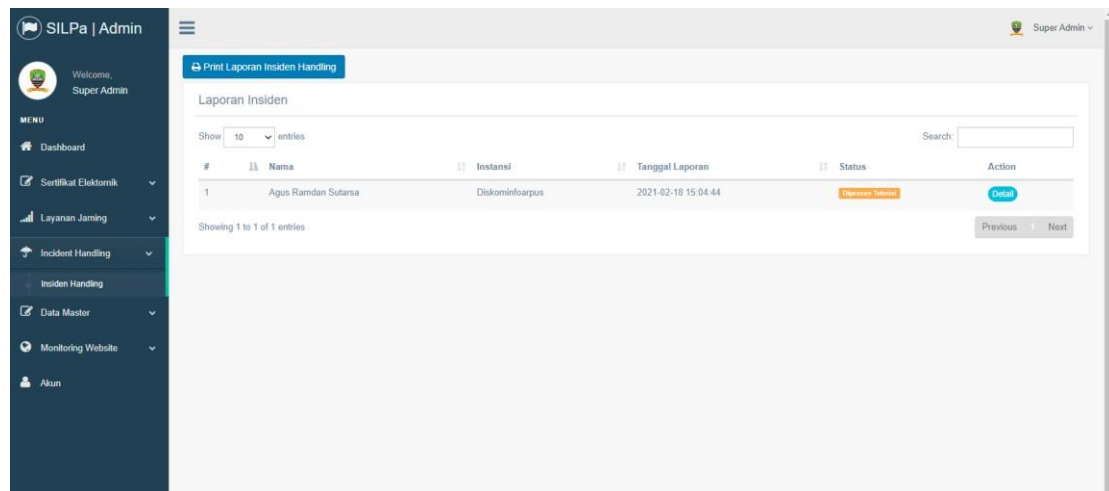 SILPa | Admin
Super Admin
Welcome,
Super Admin
MENU
Dashboard
Sertifikat Elektornik
Layanan Jaming
Incident Handling
Insiden Handling
Data Master
Monitoring Website
Akun
Print Laporan Insiden Handling
Laporan Insiden
Show 10 entries
Search:
# Nama Instansi Tanggal Laporan Status Action
1 Agus Ramdan Sutarsa Diskominfoarpus 2021-02-18 15:04:44 Diproses Teknisi Detail
Showing 1 to 1 of 1 entries
Previous 1 Next